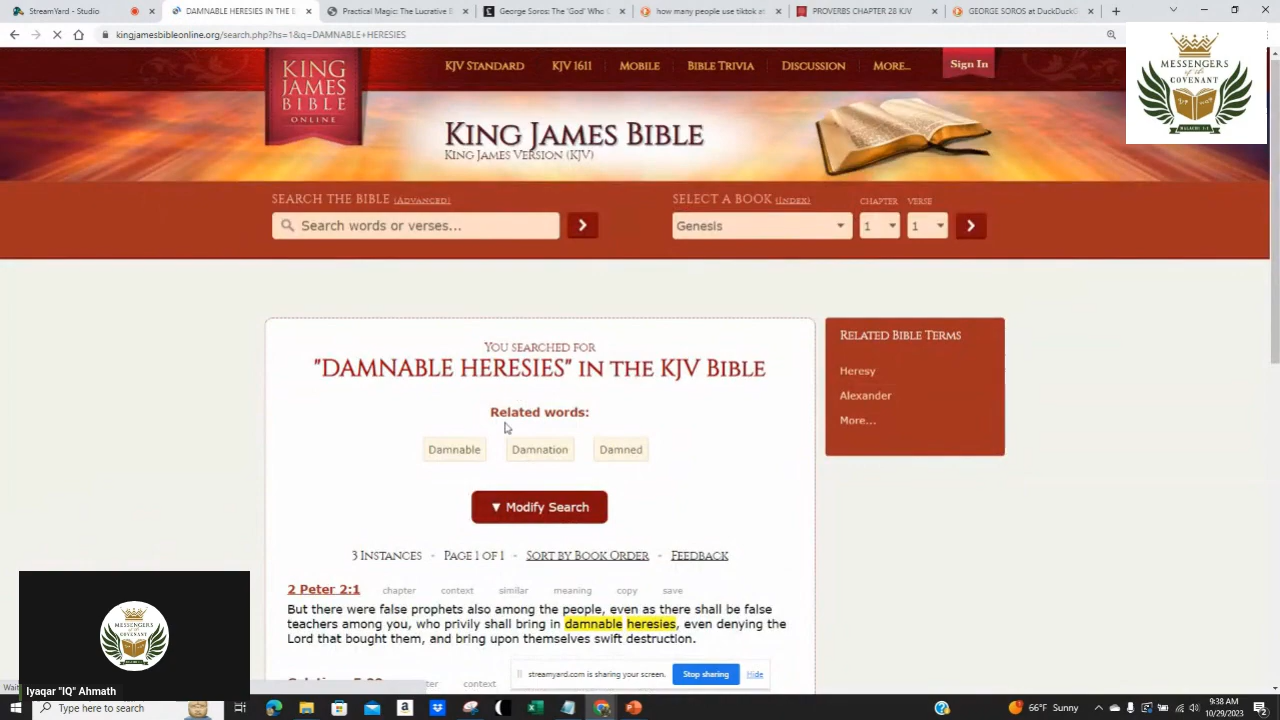 StreamYard
DAMNABLE HERESIES IN THE
Practical Magic: The Luculent B
George Soros: The 'God' Who C
how many people use tiktok at
PROVERBS CHAPTER 28 KJV
GEORGE SOROS at DuckDuckG
kingjamesbibleonline.org/search.php?hs=1&q=DAMNABLE+HERESIES
KING
JAMES
BIBLE
ONLINE
KJV STANDARD
KJV 1611
MOBILE
BIBLE TRIVIA
DISCUSSION
MORE...
Sign In
MESSENGERS
of the
COVENANT
KING JAMES BIBLE
KING JAMES VERSION (KJV)
SEARCH THE BIBLE (ADVANCED)
SELECT A BOOK (INDEX)
CHAPTER
VERSE
Search words or verses...
Genesis
1
1
YOU SEARCHED FOR
"DAMNABLE HERESIES" IN THE KJV BIBLE
RELATED BIBLE TERMS
Heresy
Alexander
More...
Related words:
Damnable
Damnation
Damned
▼ Modify Search
3 INSTANCES - PAGE 1 OF 1 - SORT BY BOOK ORDER - FEEDBACK
2 Peter 2:1 chapter context similar meaning copy save
But there were false prophets also among the people, even as there shall be false
teachers among you, who privily shall bring in damnable heresies, even denying the
Lord that bought them, and bring upon themselves swift destruction.
streamyard.com is sharing your screen.
Stop sharing
Hide
context
MESSENGERS
of the
COVENANT
Iyaqar "IQ" Ahmath
Type here to search
66°F Sunny
9:38 AM
10/29/2023